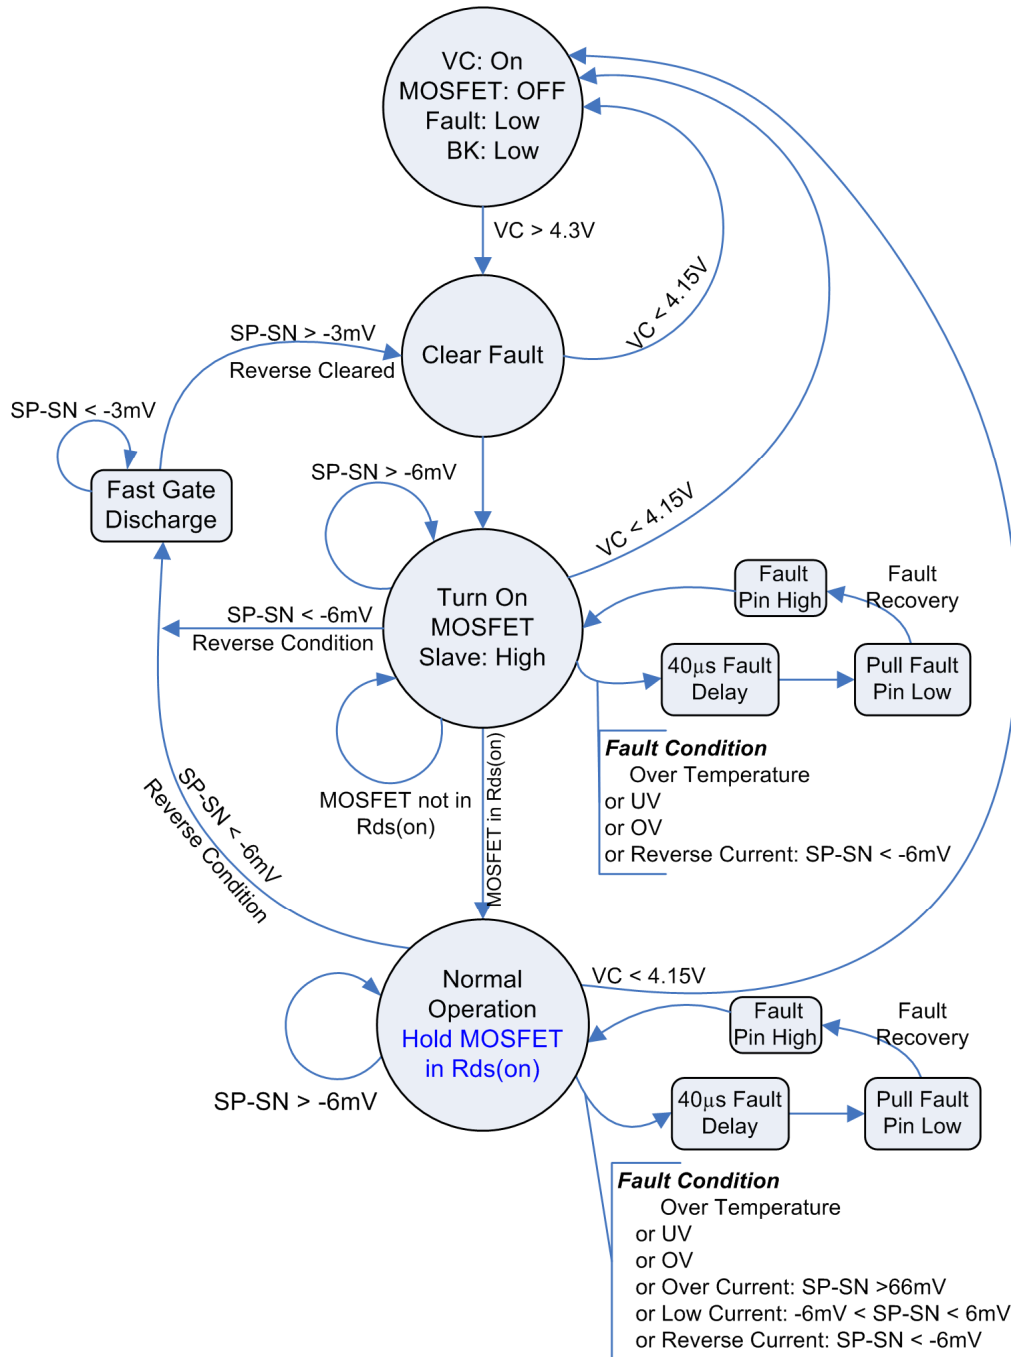 VC: On
MOSFET: OFF
Fault: Low
BK: Low
VC > 4.3V
VC < 4.15V
SP-SN > -3mV
Reverse Cleared
Clear Fault
SP-SN < -3mV
Fast Gate
Discharge
SP-SN > -6mV
VC < 4.15V
Turn On
MOSFET
Slave: High
SP-SN < -6mV
Reverse Condition
Fault
Pin High
Fault
Recovery
40µs Fault
Delay
Pull Fault
Pin Low
MOSFET not in
Rds(on)
MOSFET in Rds(on)
Fault Condition
Over Temperature
or UV
or OV
or Reverse Current: SP-SN < -6mV
SP-SN < -6mV
Reverse Condition
Normal
Operation
Hold MOSFET
in Rds(on)
VC < 4.15V
SP-SN > -6mV
Fault
Pin High
Fault
Recovery
40µs Fault
Delay
Pull Fault
Pin Low
Fault Condition
Over Temperature
or UV
or OV
or Over Current: SP-SN >66mV
or Low Current: -6mV < SP-SN < 6mV
or Reverse Current: SP-SN < -6mV